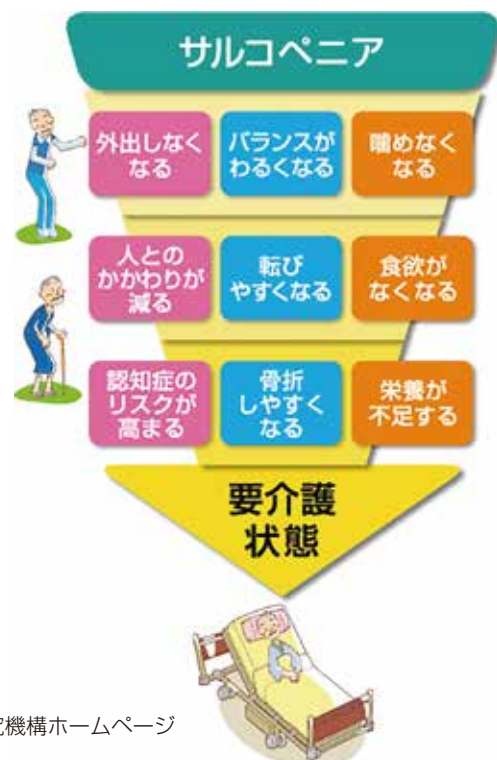 サルコペニア
外出しなく
なる
バランスが
わるくなる
噛めなく
なる
人との
かかわりが
減る
転び
やすくなる
食欲が
なくなる
認知症の
リスクが
高まる
骨折
しやすく
なる
栄養が
不足する
要介護
状態
機構ホームページ